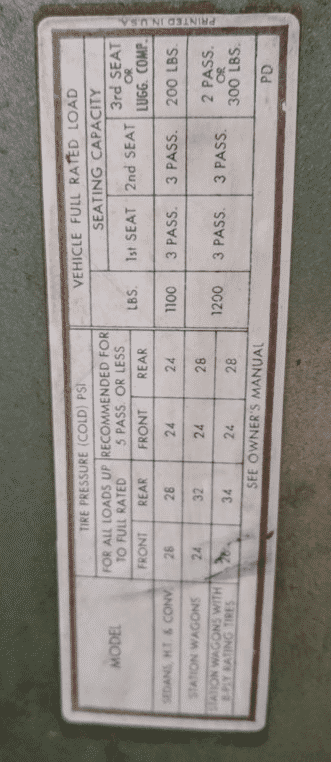 VEHICLE FULL RATED LOAD
TIRE PRESSURE (COLD) PSI
SEATING CAPACITY
MODEL
FOR ALL LOADS UP TO FULL RATED
RECOMMENDED FOR 5 PASS. OR LESS
LBS.
1st SEAT
2nd SEAT
3rd SEAT OR LUGG. COMP.
FRONT REAR FRONT REAR
SEDANS, H.T. & CONV. 28 28 24 24 1100 3 PASS. 3 PASS. 200 LBS.
STATION WAGONS 24 32 24 28
1200 3 PASS. 3 PASS. 2 PASS. OR 300 LBS.
STATION WAGONS WITH 8-PLY RATING TIRES 26 34 24 28
SEE OWNER'S MANUAL
PD
PRINTED IN U.S.A.